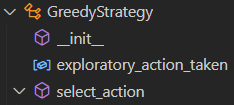 GreedyStrategy
__init__
exploratory_action_taken
select_action